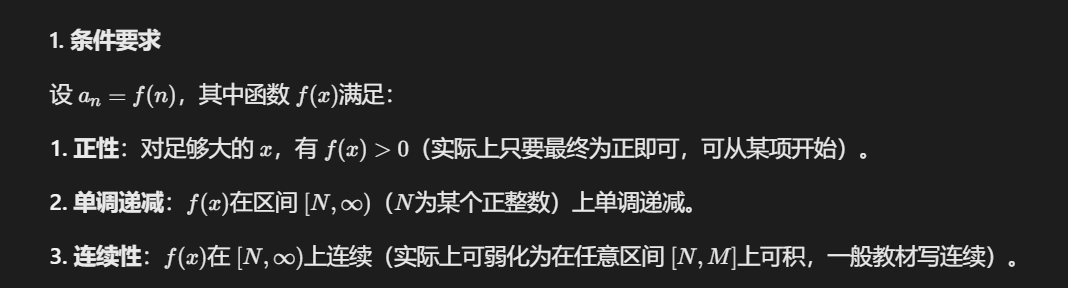 1. 条件要求
设 aₙ = f(n)，其中函数 f(x)满足：
1. 正性：对足够大的 x，有 f(x) > 0（实际上只要最终为正即可，可从某项开始）。
2. 单调递减：f(x)在区间 [N, ∞)（N为某个正整数）上单调递减。
3. 连续性：f(x)在 [N, ∞)上连续（实际上可弱化为在任意区间 [N, M]上可积，一般教材写连续）。